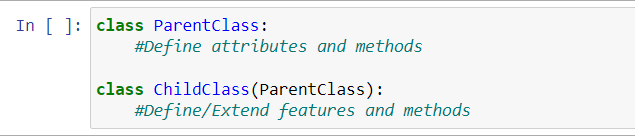 In [ ]: class ParentClass:
#Define attributes and methods
class ChildClass(ParentClass):
#Define/Extend features and methods